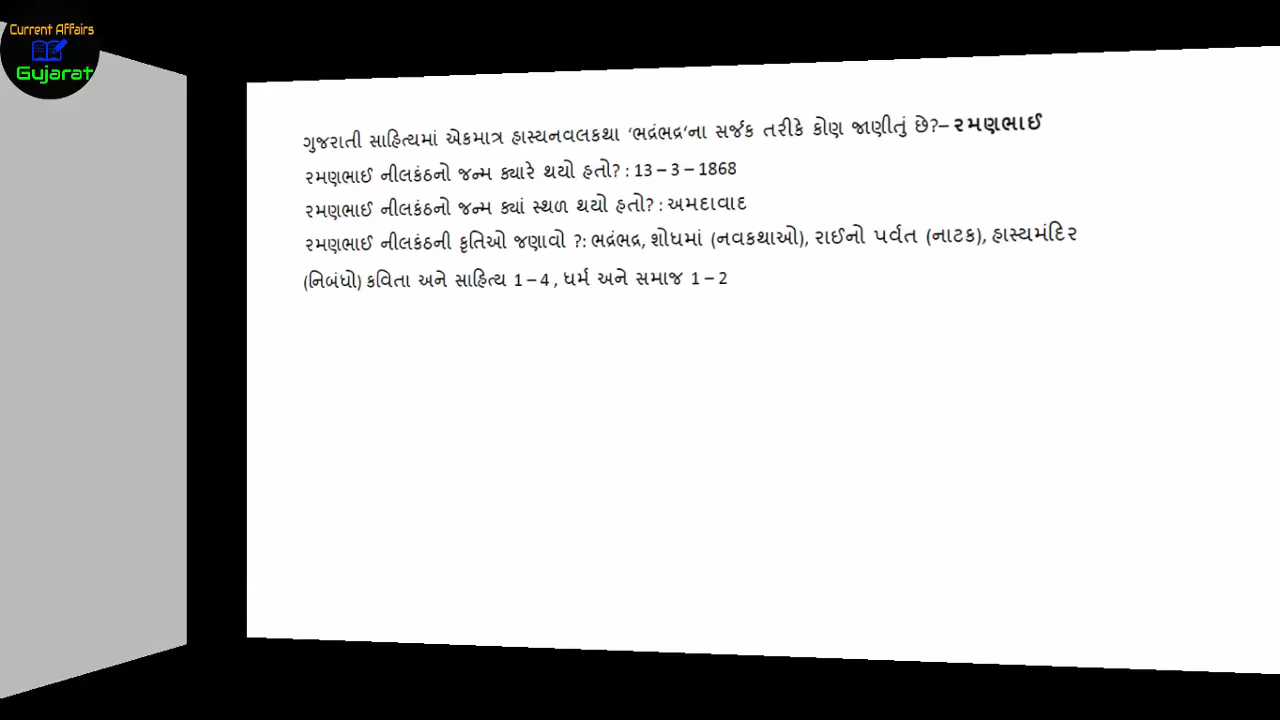 Current Affairs
Gujarat
ગુજરાતી સાહિત્યમાં એકમાત્ર હાસ્યનવલકથા ‘ભદ્રંભદ્ર’ના સર્જક તરીકે કોણ જાણીતું છે?– રમણભાઈ
રમણભાઈ નીલકંઠનો જન્મ ક્યારે થયો હતો? : 13 – 3 – 1868
રમણભાઈ નીલકંઠનો જન્મ ક્યાં સ્થળ થયો હતો? : અમદાવાદ
રમણભાઈ નીલકંઠની કૃતિઓ જણાવો ?: ભદ્રંભદ્ર, શોધમાં (નવકથાઓ), રાઈનો પર્વત (નાટક), હાસ્યમંદિર
(નિબંધો) કવિતા અને સાહિત્ય 1 – 4 , ધર્મ અને સમાજ 1 – 2